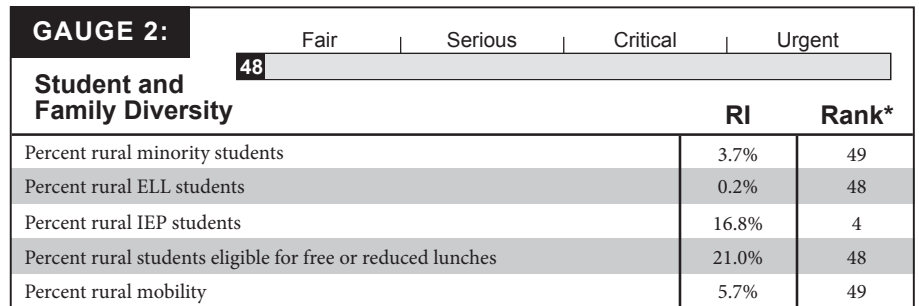 GAUGE 2:
Fair Serious Critical Urgent
48
Student and
Family Diversity
RI Rank*
Percent rural minority students 3.7% 49
Percent rural ELL students 0.2% 48
Percent rural IEP students 16.8% 4
Percent rural students eligible for free or reduced lunches 21.0% 48
Percent rural mobility 5.7% 49